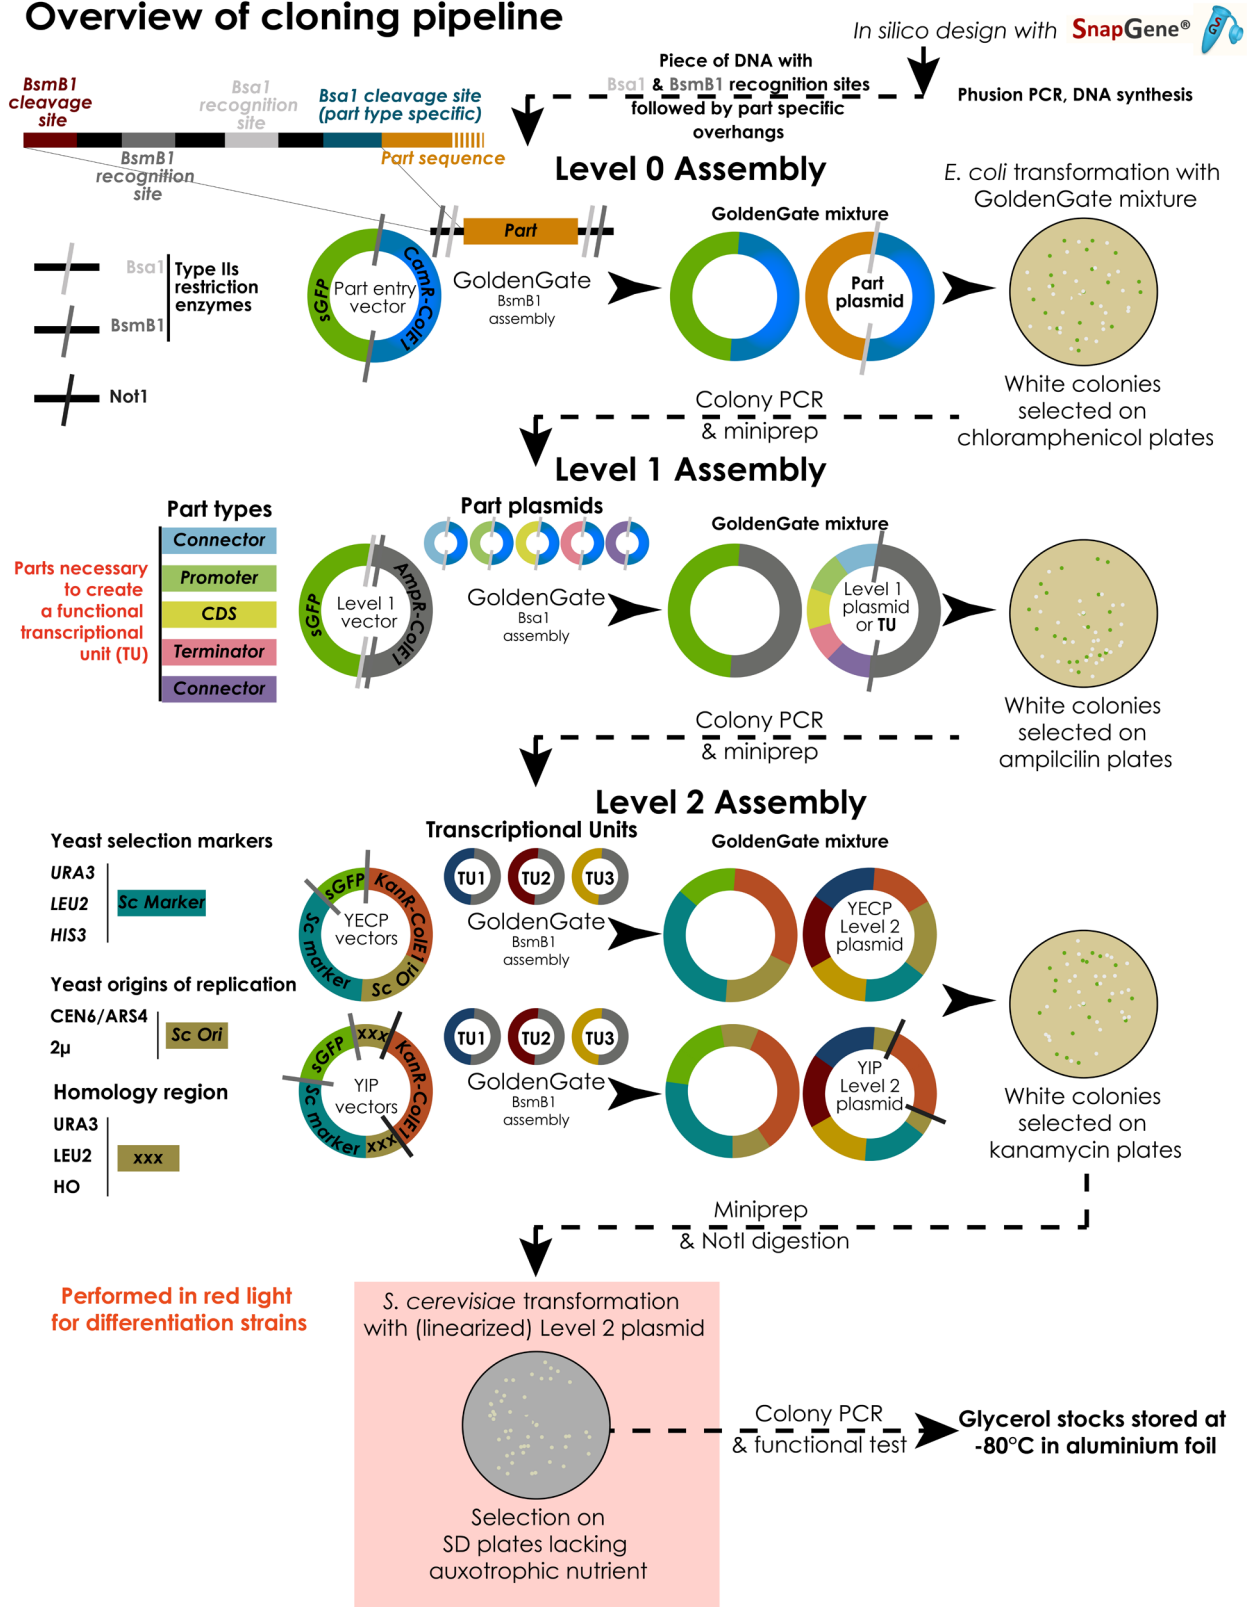 Overview of cloning pipeline
In silico design with SnapGene®
BsmB1
cleavage
site
Bsa1
recognition
site
Bsa1 cleavage site
(part type specific)
BsmB1
recognition
site
Part sequence
Piece of DNA with
Bsa1 & BsmB1 recognition sites
followed by part specific
overhangs
Phusion PCR, DNA synthesis
Level 0 Assembly
E. coli transformation with
GoldenGate mixture
Bsa1
BsmB1
Type IIs
restriction
enzymes
Not1
sGFP
Part entry
vector
CamR-ColE1
Part
GoldenGate
BsmB1
assembly
GoldenGate mixture
Part
plasmid
White colonies
selected on
chloramphenicol plates
Colony PCR
& miniprep
Level 1 Assembly
Part types
Connector
Promoter
CDS
Terminator
Connector
Parts necessary
to create
a functional
transcriptional
unit (TU)
sGFP
Level 1
vector
AmpR-ColE1
Part plasmids
GoldenGate
Bsa1
assembly
GoldenGate mixture
Level 1
plasmid
or TU
White colonies
selected on
ampilcilin plates
Colony PCR
& miniprep
Level 2 Assembly
Yeast selection markers
URA3
LEU2
HIS3
Sc Marker
Yeast origins of replication
CEN6/ARS4
2µ
Sc Ori
Homology region
URA3
LEU2
HO
xxx
sGFP
KanR-ColE1
Sc Ori
Sc marker
YECP
vectors
Transcriptional Units
TU1
TU2
TU3
GoldenGate
BsmB1
assembly
GoldenGate mixture
YECP
Level 2
plasmid
sGFP
xxx
KanR-ColE1
xxx
Sc marker
YIP
vectors
TU1
TU2
TU3
GoldenGate
BsmB1
assembly
YIP
Level 2
plasmid
White colonies
selected on
kanamycin plates
Miniprep
& NotI digestion
Performed in red light
for differentiation strains
S. cerevisiae transformation
with (linearized) Level 2 plasmid
Selection on
SD plates lacking
auxotrophic nutrient
Colony PCR
& functional test
Glycerol stocks stored at
-80°C in aluminium foil